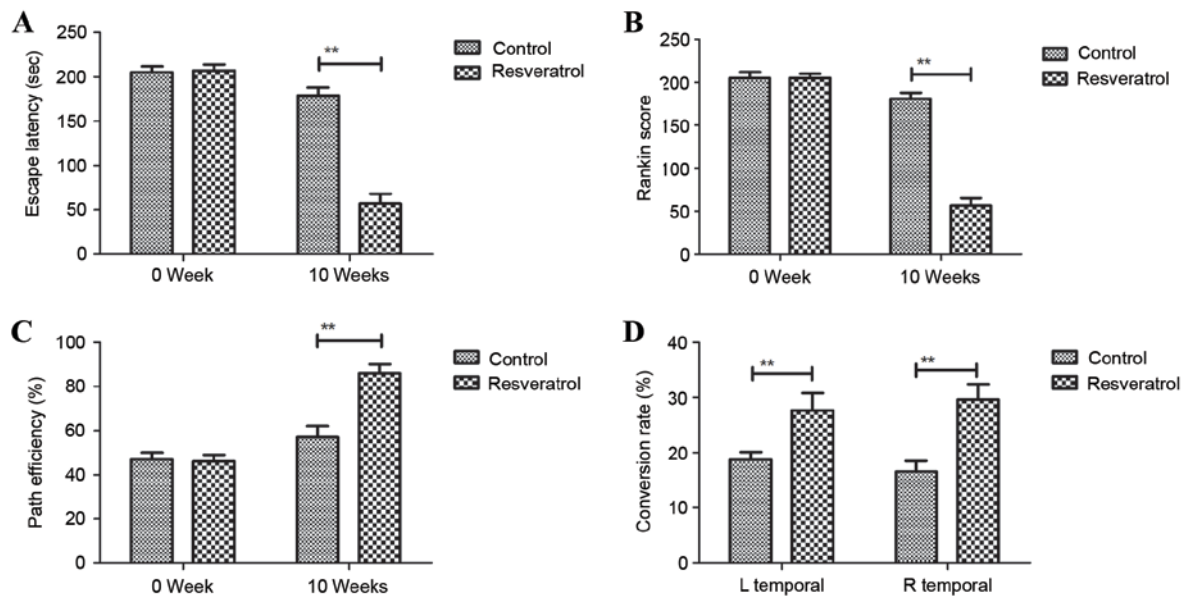 A
Escape latency (sec)
250
200
150
100
50
0
**
0 Week
10 Weeks
Control
Resveratrol
B
Rankin score
250
200
150
100
50
0
**
0 Week
10 Weeks
Control
Resveratrol
C
Path efficiency (%)
100
80
60
40
20
0
**
0 Week
10 Weeks
Control
Resveratrol
D
Conversion rate (%)
40
30
20
10
0
**
**
L temporal
R temporal
Control
Resveratrol